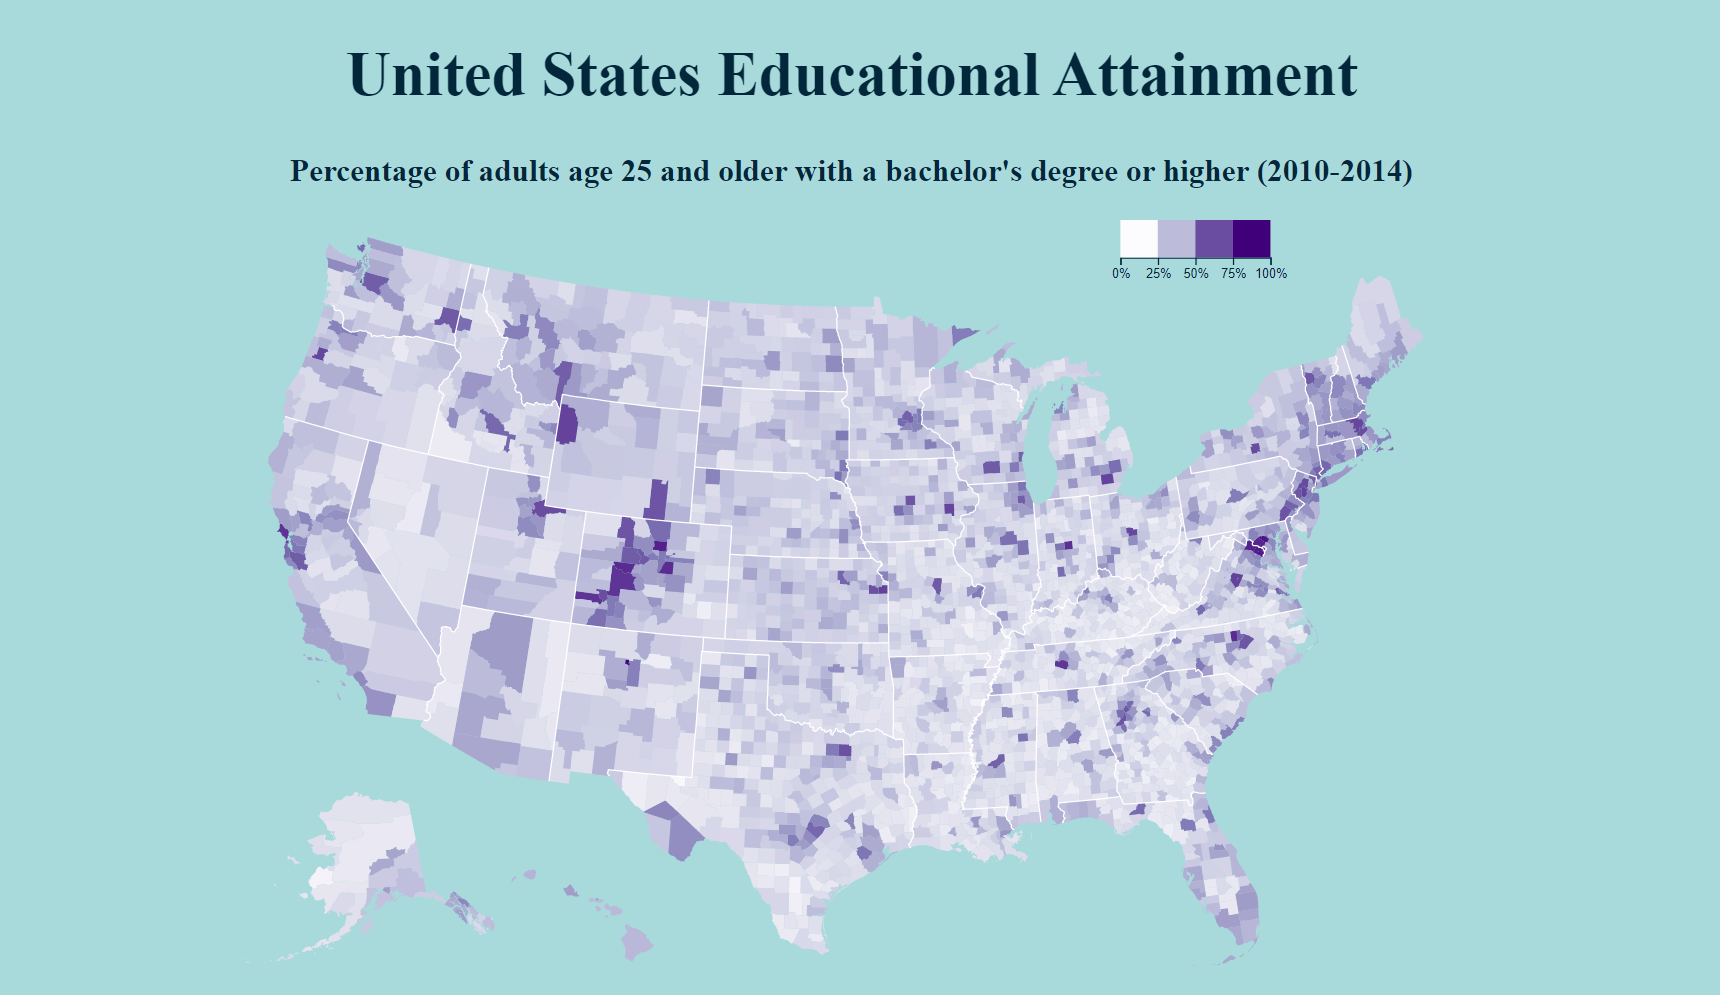 United States Educational Attainment
Percentage of adults age 25 and older with a bachelor's degree or higher (2010-2014)
0% 25% 50% 75% 100%